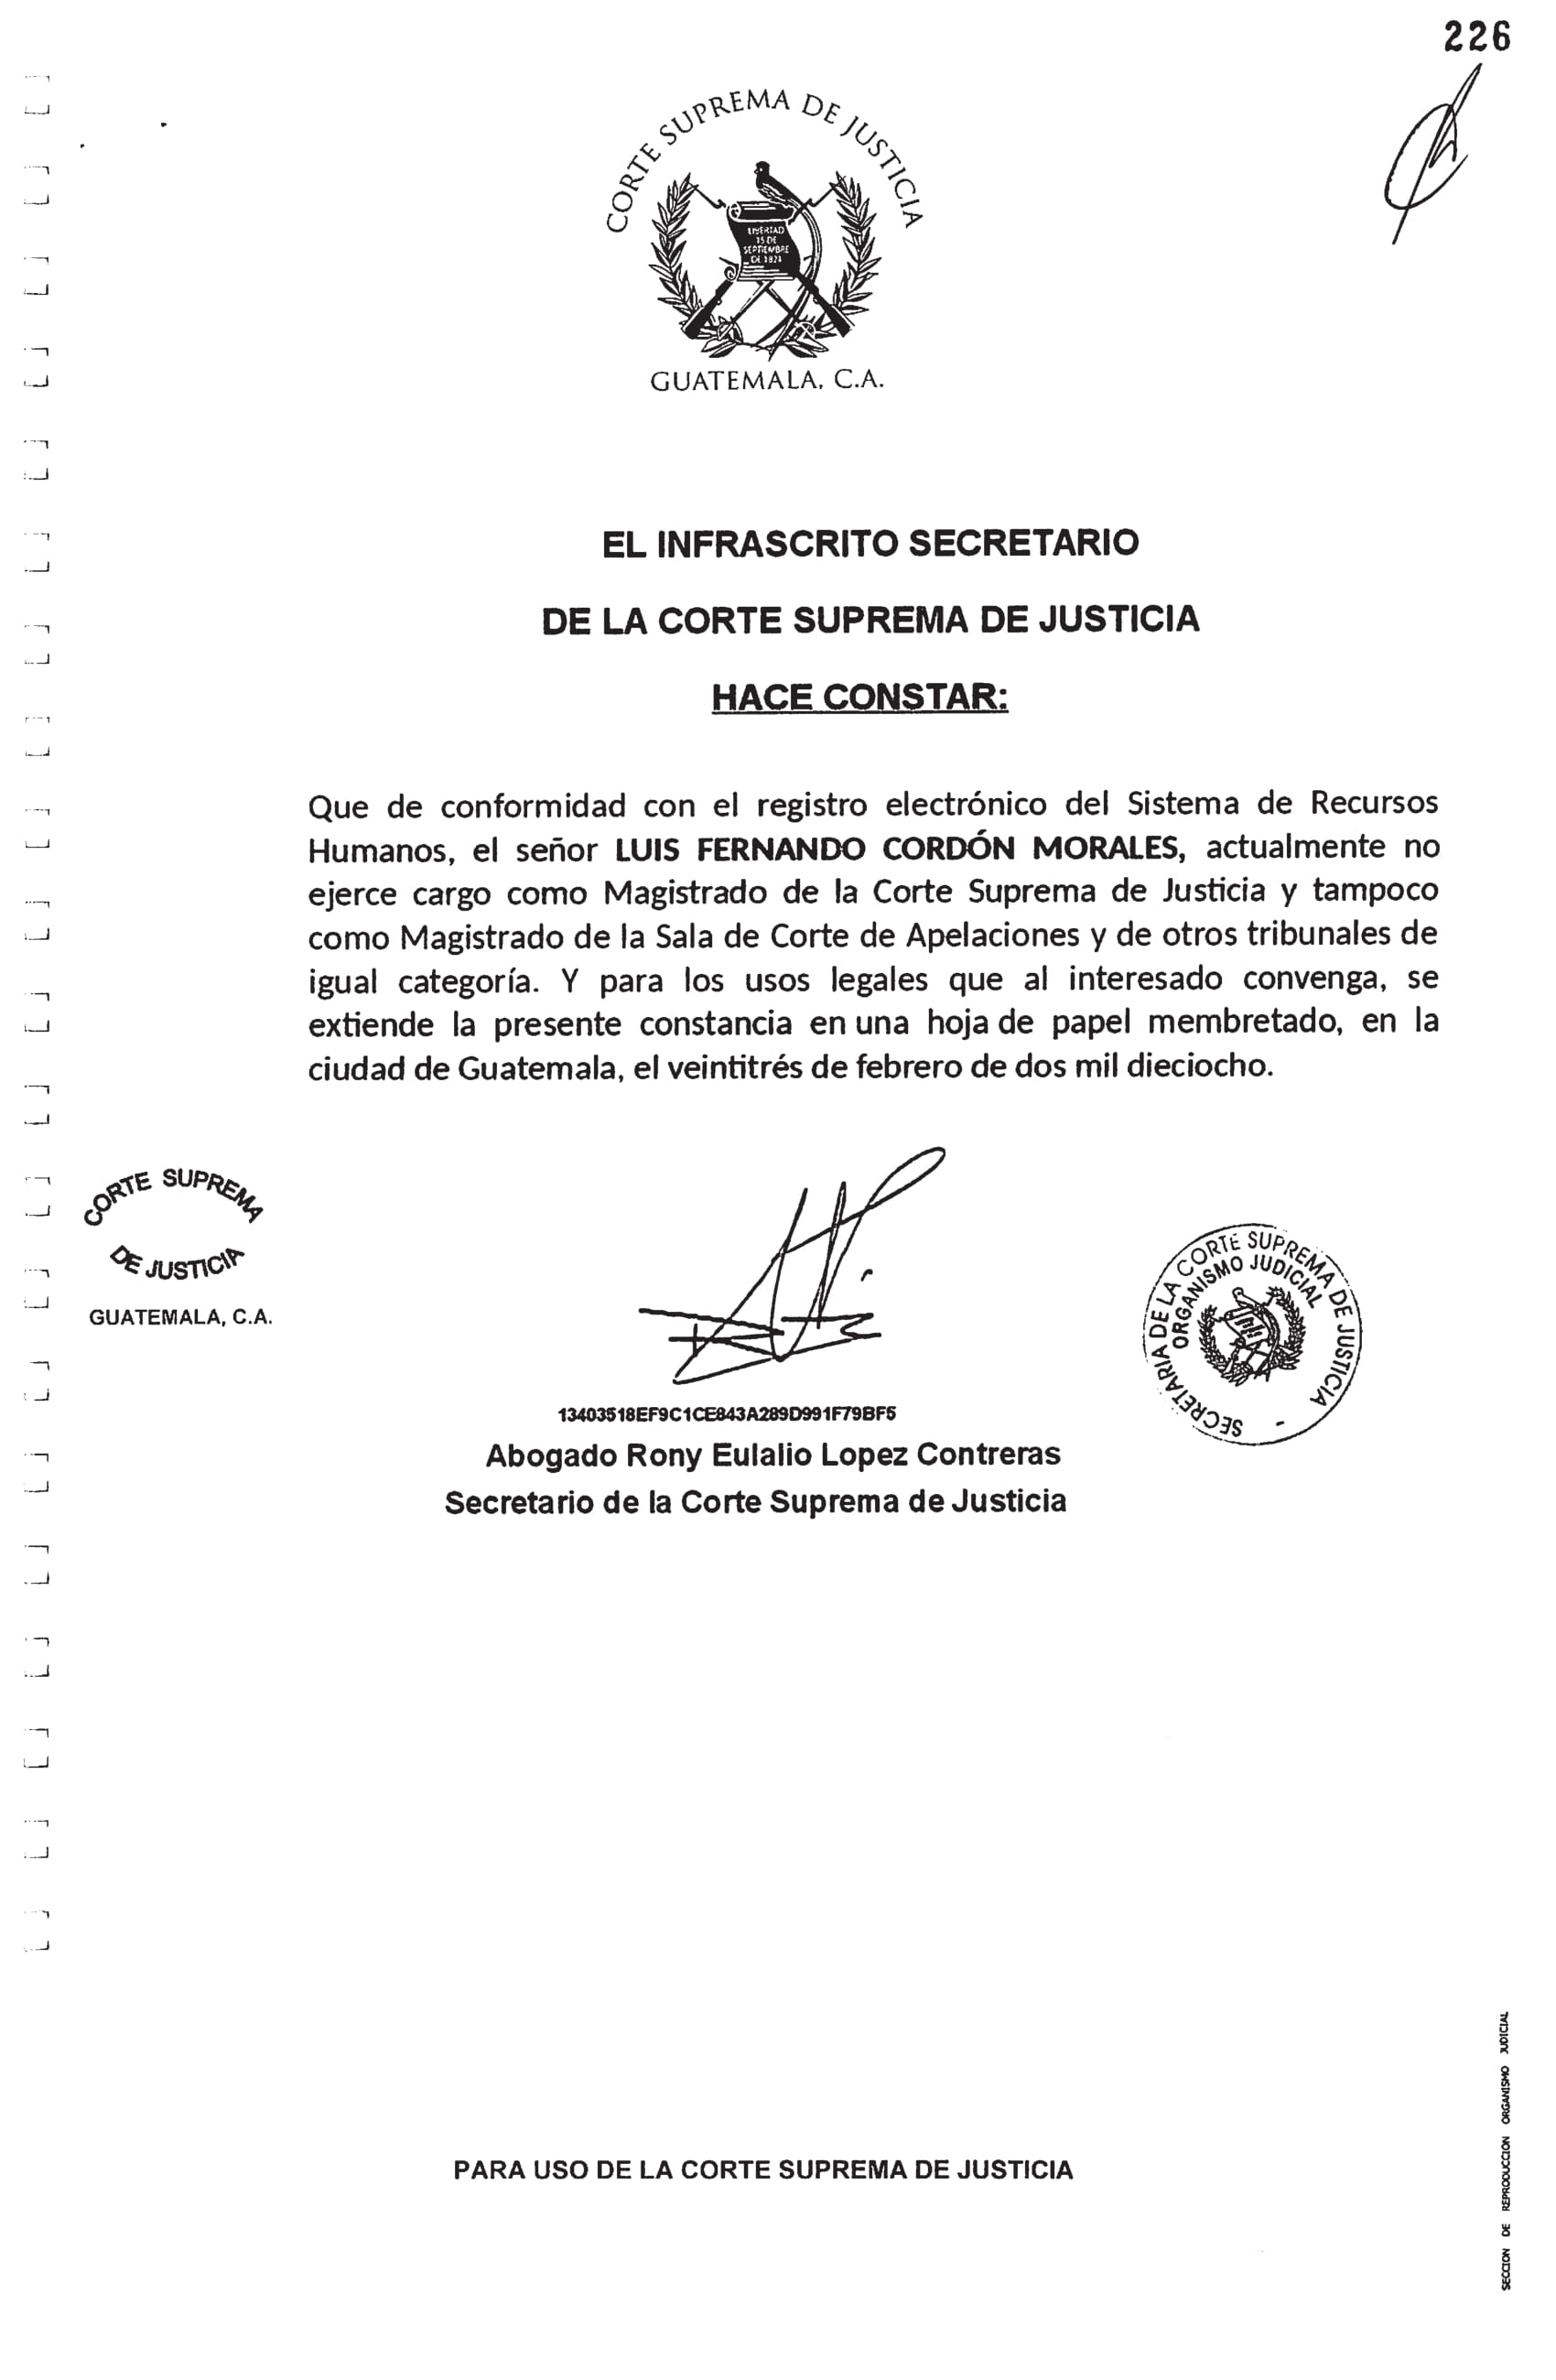 226
CORTE SUPREMA DE JUSTICIA
LIBERTAD
15 DE
SEPTIEMBRE
DE 1821
GUATEMALA, C.A.
EL INFRASCRITO SECRETARIO
DE LA CORTE SUPREMA DE JUSTICIA
HACE CONSTAR:
Que de conformidad con el registro electrónico del Sistema de Recursos
Humanos, el señor LUIS FERNANDO CORDÓN MORALES, actualmente no
ejerce cargo como Magistrado de la Corte Suprema de Justicia y tampoco
como Magistrado de la Sala de Corte de Apelaciones y de otros tribunales de
igual categoría. Y para los usos legales que al interesado convenga, se
extiende la presente constancia en una hoja de papel membretado, en la
ciudad de Guatemala, el veintitrés de febrero de dos mil dieciocho.
CORTE SUPREMA
DE JUSTICIA
GUATEMALA, C.A.
SECRETARIA DE LA CORTE SUPREMA DE JUSTICIA -
ORGANISMO JUDICIAL
13403518EF9C1CE843A289D991F79BF5
Abogado Rony Eulalio Lopez Contreras
Secretario de la Corte Suprema de Justicia
PARA USO DE LA CORTE SUPREMA DE JUSTICIA
SECCION DE REPRODUCCION ORGANISMO JUDICIAL